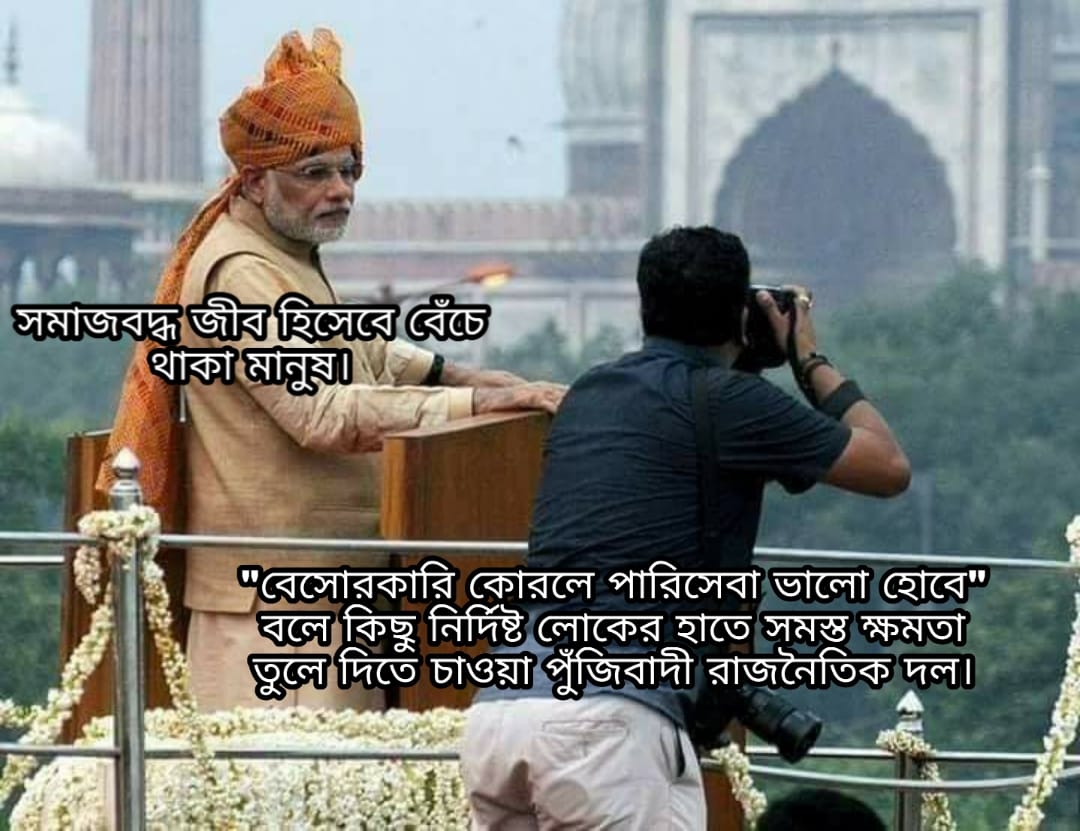 সমাজবদ্ধ জীব হিসেবে বেঁচে
থাকা মানুষ।
"বেসোরকারি কোরলে পারিসেবা ভালো হোবে"
বলে কিছু নির্দিষ্ট লোকের হাতে সমস্ত ক্ষমতা
তুলে দিতে চাওয়া পুঁজিবাদী রাজনৈতিক দল।